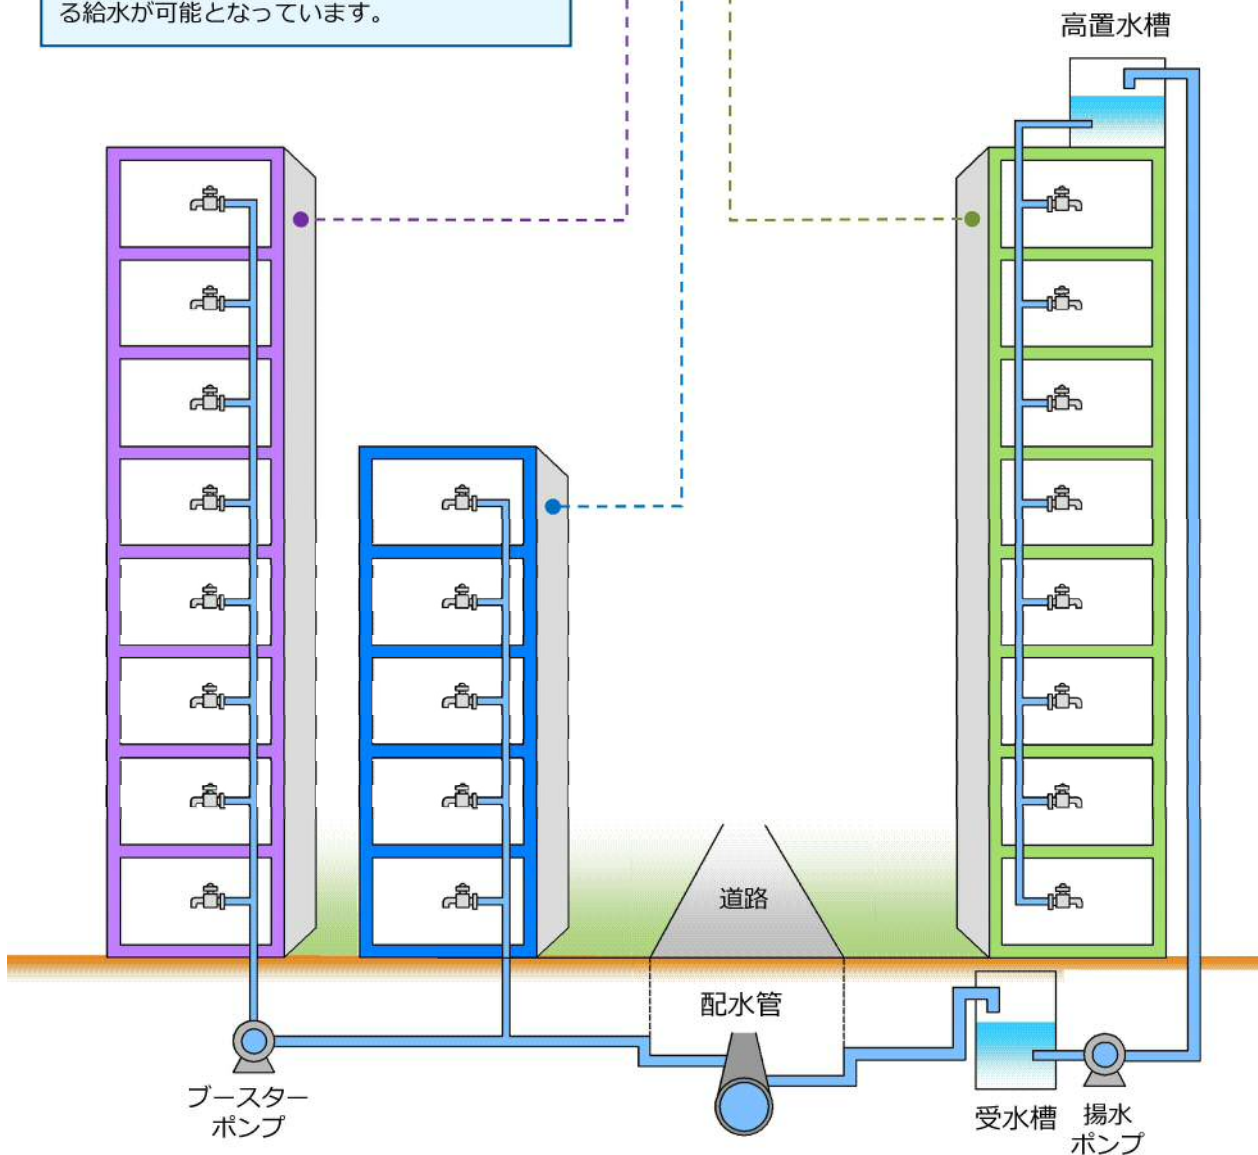 る給水が可能となっています。
高置水槽
道路
配水管
ブースター
ポンプ
受水槽
揚水
ポンプ